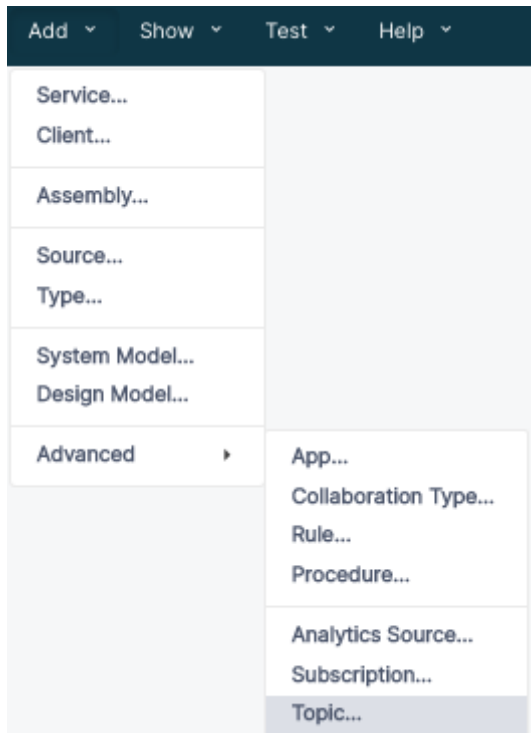 Add Show Test Help
Service...
Client...
Assembly...
Source...
Type...
System Model...
Design Model...
Advanced
App...
Collaboration Type...
Rule...
Procedure...
Analytics Source...
Subscription...
Topic...